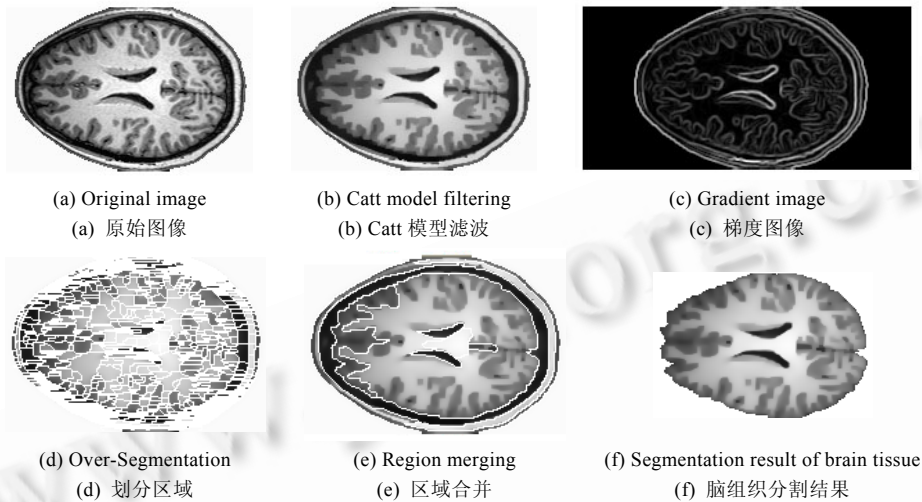 (a) Original image
(b) Catt model filtering
(c) Gradient image
(a) 原始图像
(b) Catt 模型滤波
(c) 梯度图像
(d) Over-Segmentation
(e) Region merging
(f) Segmentation result of brain tissue
(d) 划分区域
(e) 区域合并
(f) 脑组织分割结果